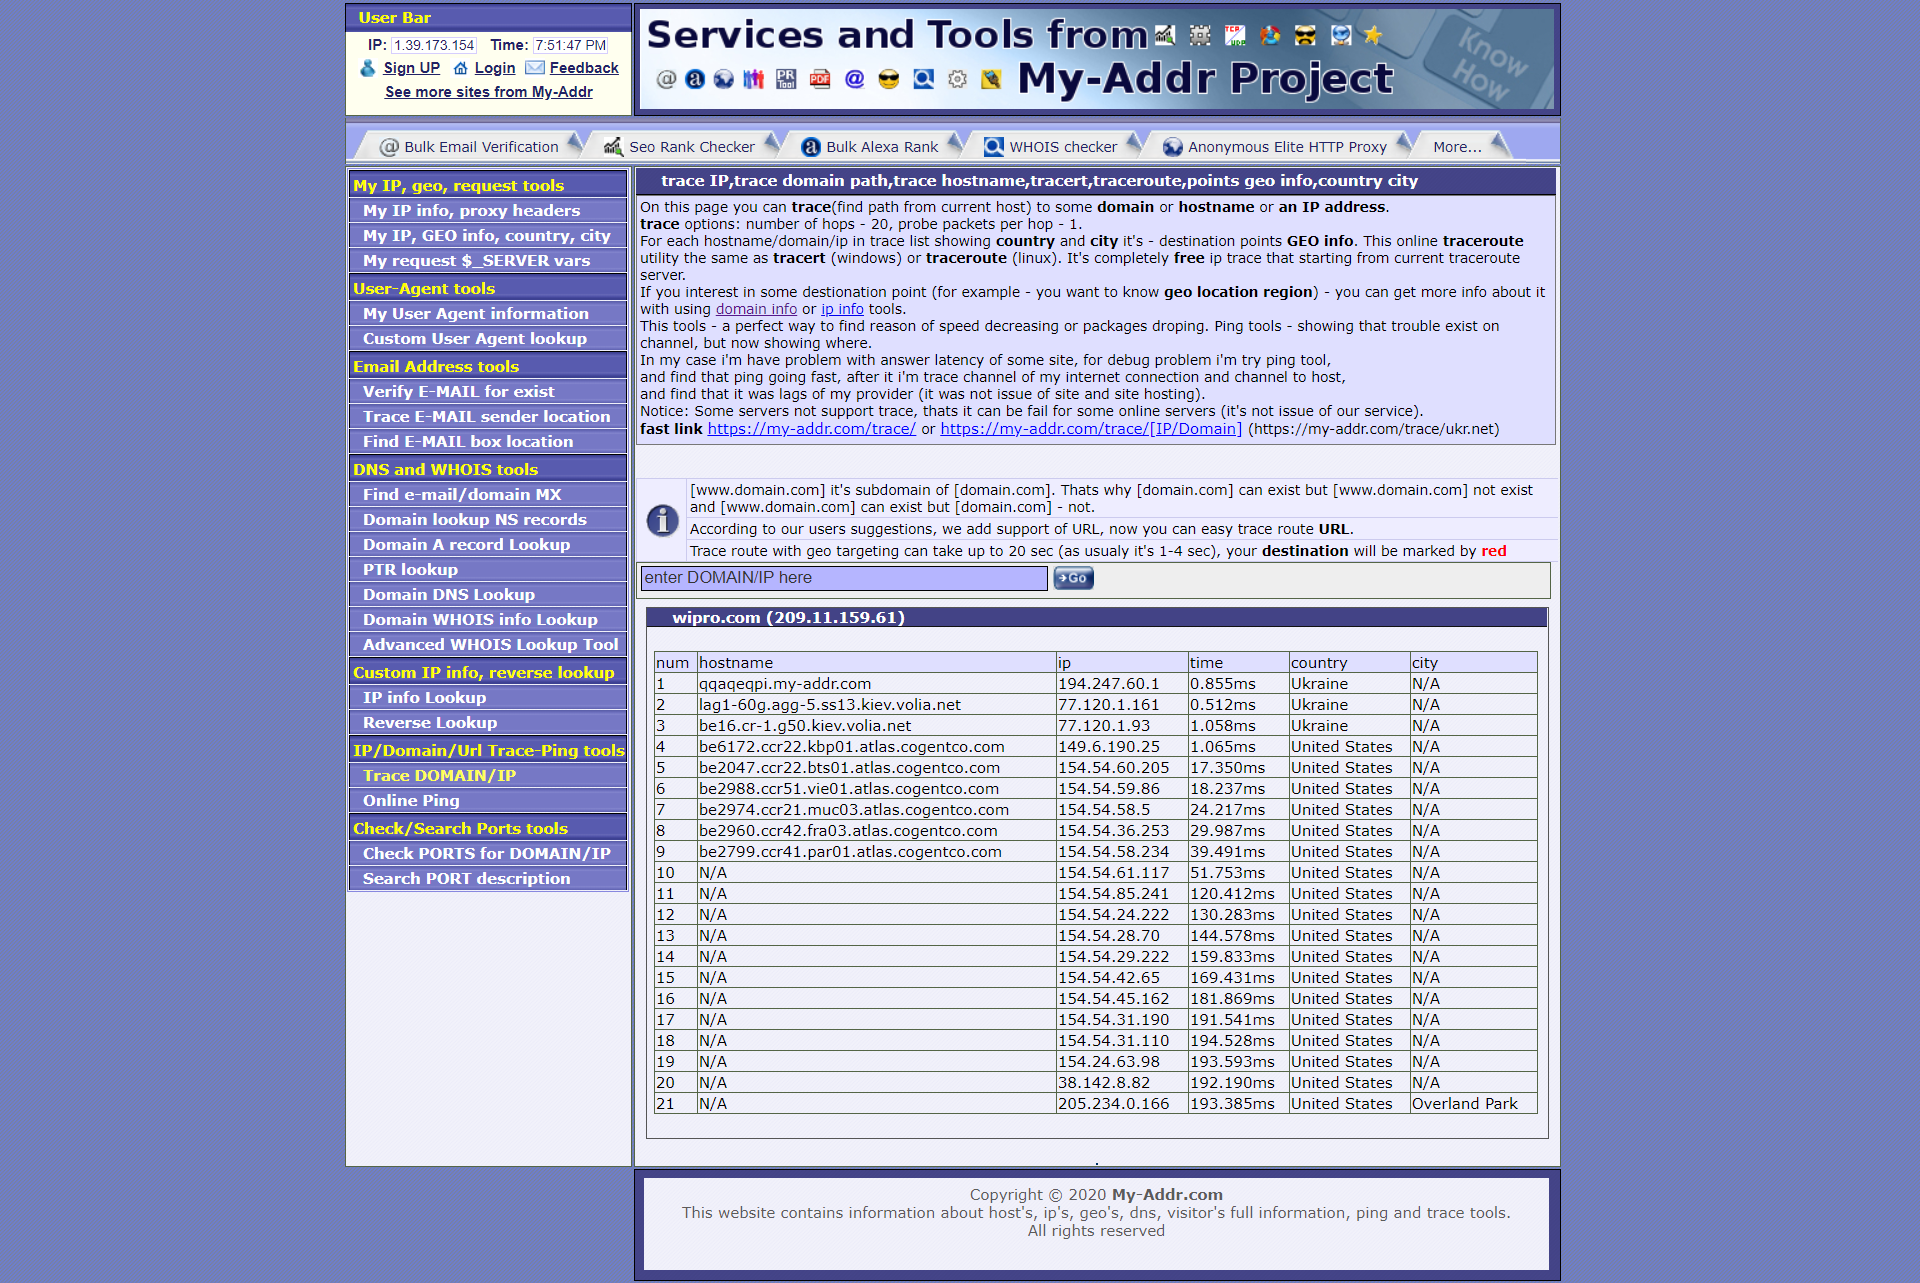 User Bar
IP: 1.39.173.154 Time: 7:51:47 PM
Sign UP Login Feedback
See more sites from My-Addr
Services and Tools from
My-Addr Project
Know
How
Bulk Email Verification Seo Rank Checker Bulk Alexa Rank WHOIS checker Anonymous Elite HTTP Proxy More...
My IP, geo, request tools
My IP info, proxy headers
My IP, GEO info, country, city
My request $_SERVER vars
User-Agent tools
My User Agent information
Custom User Agent lookup
Email Address tools
Verify E-MAIL for exist
Trace E-MAIL sender location
Find E-MAIL box location
DNS and WHOIS tools
Find e-mail/domain MX
Domain lookup NS records
Domain A record Lookup
PTR lookup
Domain DNS Lookup
Domain WHOIS info Lookup
Advanced WHOIS Lookup Tool
Custom IP info, reverse lookup
IP info Lookup
Reverse Lookup
IP/Domain/Url Trace-Ping tools
Trace DOMAIN/IP
Online Ping
Check/Search Ports tools
Check PORTS for DOMAIN/IP
Search PORT description
trace IP,trace domain path,trace hostname,tracert,traceroute,points geo info,country city
On this page you can trace(find path from current host) to some domain or hostname or an IP address.
trace options: number of hops - 20, probe packets per hop - 1.
For each hostname/domain/ip in trace list showing country and city it's - destination points GEO info. This online traceroute
utility the same as tracert (windows) or traceroute (linux). It's completely free ip trace that starting from current traceroute
server.
If you interest in some destionation point (for example - you want to know geo location region) - you can get more info about it
with using domain info or ip info tools.
This tools - a perfect way to find reason of speed decreasing or packages droping. Ping tools - showing that trouble exist on
channel, but now showing where.
In my case i'm have problem with answer latency of some site, for debug problem i'm try ping tool,
and find that ping going fast, after it i'm trace channel of my internet connection and channel to host,
and find that it was lags of my provider (it was not issue of site and site hosting).
Notice: Some servers not support trace, thats it can be fail for some online servers (it's not issue of our service).
fast link https://my-addr.com/trace/ or https://my-addr.com/trace/[IP/Domain] (https://my-addr.com/trace/ukr.net)
[www.domain.com] it's subdomain of [domain.com]. Thats why [domain.com] can exist but [www.domain.com] not exist
and [www.domain.com] can exist but [domain.com] - not.
According to our users suggestions, we add support of URL, now you can easy trace route URL.
Trace route with geo targeting can take up to 20 sec (as usualy it's 1-4 sec), your destination will be marked by red
enter DOMAIN/IP here Go
wipro.com (209.11.159.61)
num hostname ip time country city
1 qqaqeqpi.my-addr.com 194.247.60.1 0.855ms Ukraine N/A
2 lag1-60g.agg-5.ss13.kiev.volia.net 77.120.1.161 0.512ms Ukraine N/A
3 be16.cr-1.g50.kiev.volia.net 77.120.1.93 1.058ms Ukraine N/A
4 be6172.ccr22.kbp01.atlas.cogentco.com 149.6.190.25 1.065ms United States N/A
5 be2047.ccr22.bts01.atlas.cogentco.com 154.54.60.205 17.350ms United States N/A
6 be2988.ccr51.vie01.atlas.cogentco.com 154.54.59.86 18.237ms United States N/A
7 be2974.ccr21.muc03.atlas.cogentco.com 154.54.58.5 24.217ms United States N/A
8 be2960.ccr42.fra03.atlas.cogentco.com 154.54.36.253 29.987ms United States N/A
9 be2799.ccr41.par01.atlas.cogentco.com 154.54.58.234 39.491ms United States N/A
10 N/A 154.54.61.117 51.753ms United States N/A
11 N/A 154.54.85.241 120.412ms United States N/A
12 N/A 154.54.24.222 130.283ms United States N/A
13 N/A 154.54.28.70 144.578ms United States N/A
14 N/A 154.54.29.222 159.833ms United States N/A
15 N/A 154.54.42.65 169.431ms United States N/A
16 N/A 154.54.45.162 181.869ms United States N/A
17 N/A 154.54.31.190 191.541ms United States N/A
18 N/A 154.54.31.110 194.528ms United States N/A
19 N/A 154.24.63.98 193.593ms United States N/A
20 N/A 38.142.8.82 192.190ms United States N/A
21 N/A 205.234.0.166 193.385ms United States Overland Park
.
Copyright © 2020 My-Addr.com
This website contains information about host's, ip's, geo's, dns, visitor's full information, ping and trace tools.
All rights reserved